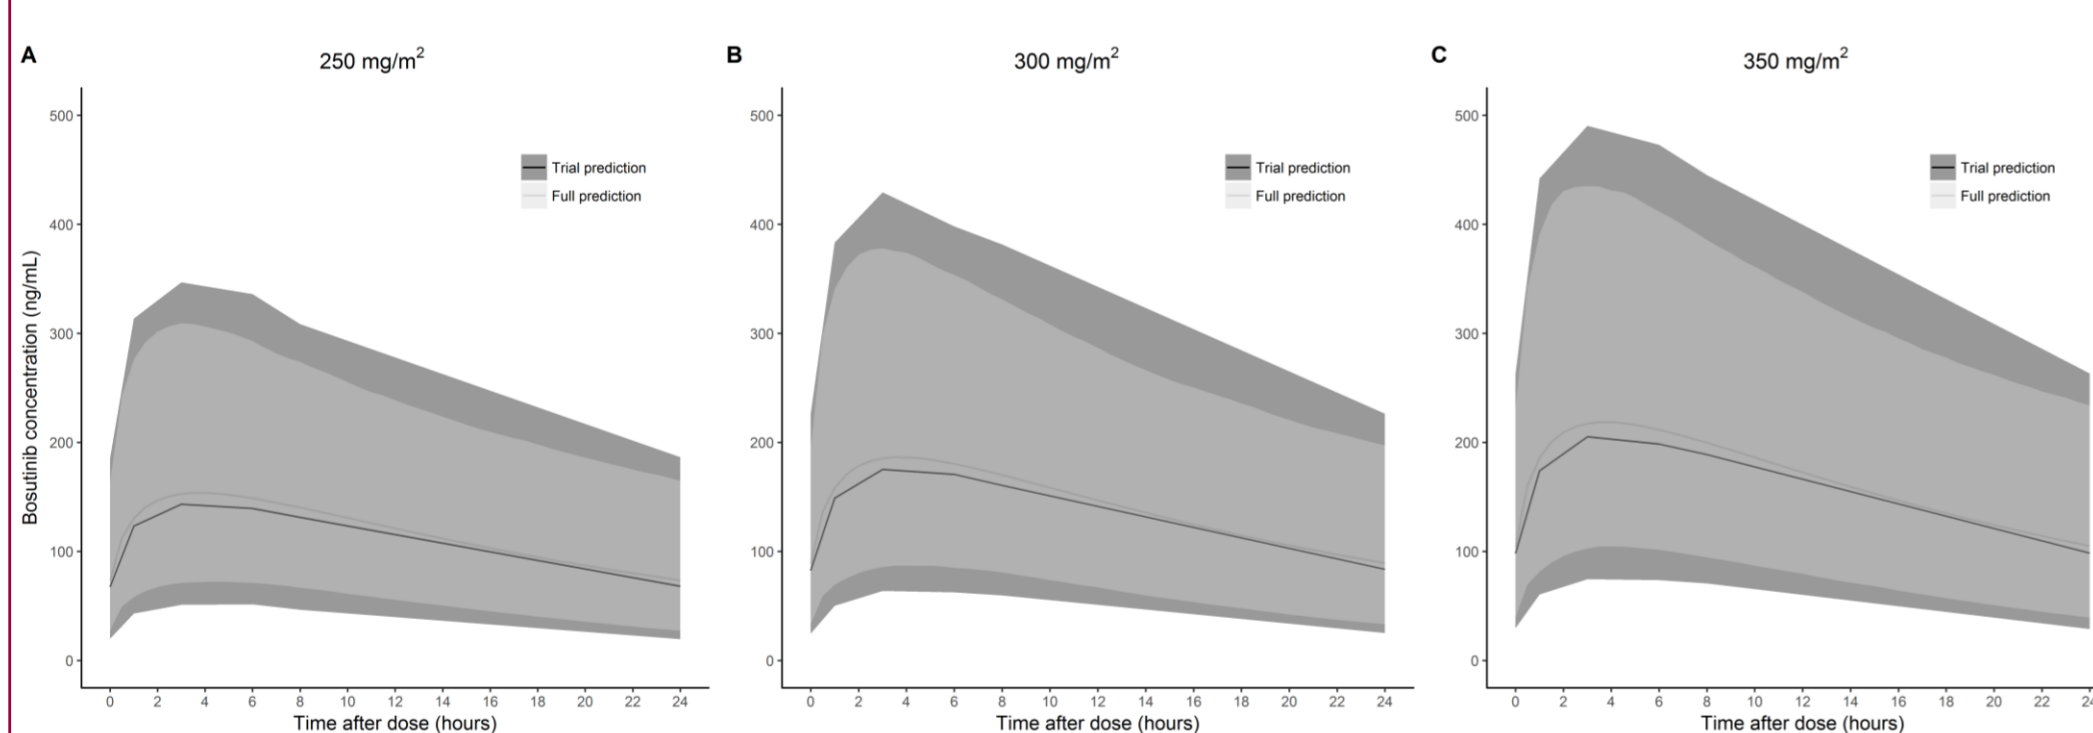 A
250 mg/m²
B
300 mg/m²
C
350 mg/m²
Bosutinib concentration (ng/mL)
500
400
300
200
100
0
Trial prediction
Full prediction
0 2 4 6 8 10 12 14 16 18 20 22 24
Time after dose (hours)
500
400
300
200
100
0
Trial prediction
Full prediction
0 2 4 6 8 10 12 14 16 18 20 22 24
Time after dose (hours)
500
400
300
200
100
0
Trial prediction
Full prediction
0 2 4 6 8 10 12 14 16 18 20 22 24
Time after dose (hours)